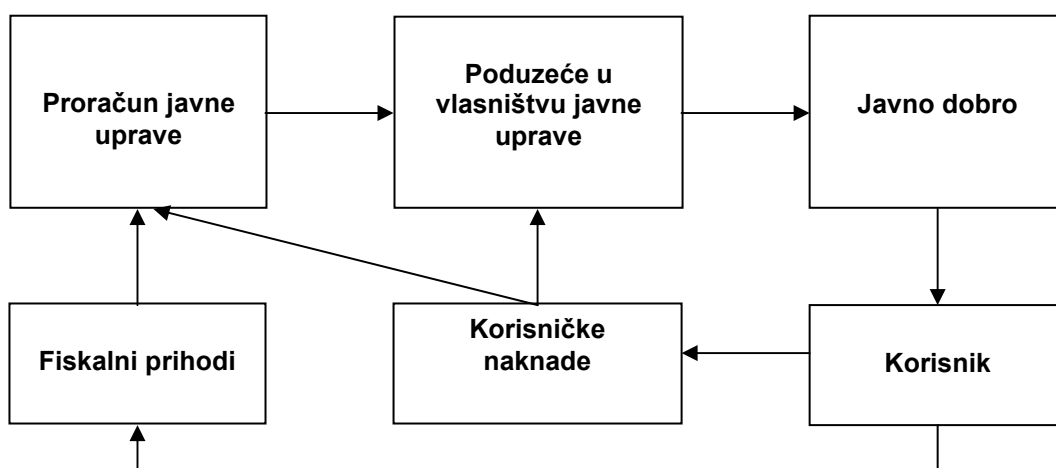 Proračun javne
uprave
Poduzeće u
vlasništvu javne
uprave
Javno dobro
Fiskalni prihodi
Korisničke
naknade
Korisnik